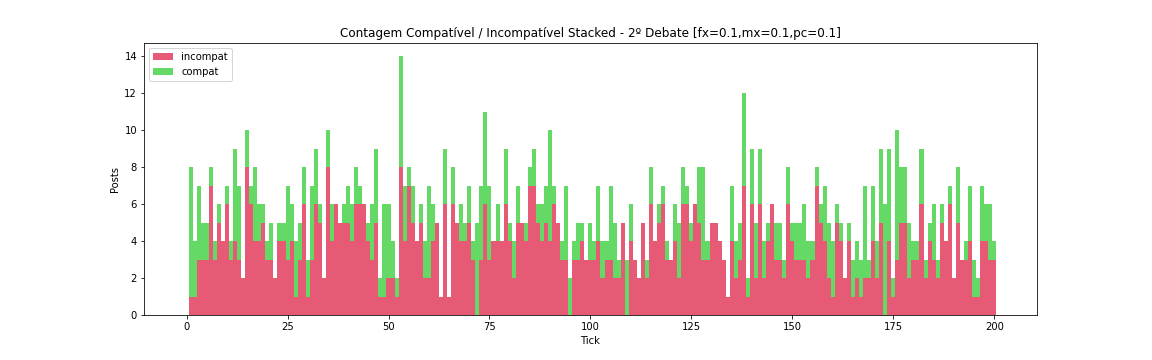 Contagem Compatível / Incompatível Stacked - 2º Debate [fx=0.1,mx=0.1,pc=0.1]
incompat
compat
14
12
10
8
6
4
2
0
Posts
0 25 50 75 100 125 150 175 200
Tick